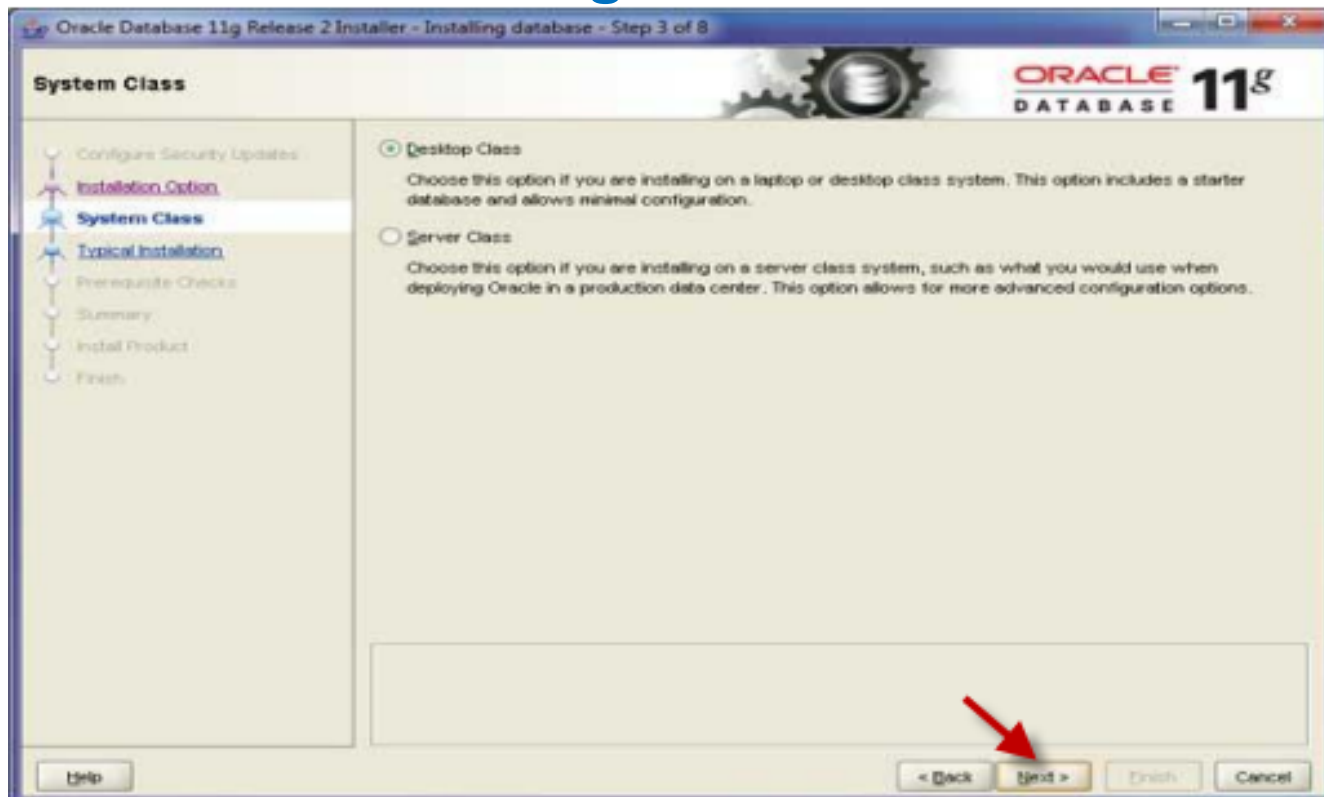 Oracle Database 11g Release 2 Installer - Installing database - Step 3 of 8
System Class
ORACLE
DATABASE
11g
Configure Security Updates
Installation Option
System Class
Typical Installation
Prerequisite Checks
Summary
Install Product
Finish
Desktop Class
Choose this option if you are installing on a laptop or desktop class system. This option includes a starter
database and allows minimal configuration.
Server Class
Choose this option if you are installing on a server class system, such as what you would use when
deploying Oracle in a production data center. This option allows for more advanced configuration options.
Help
< Back
Next >
Finish
Cancel